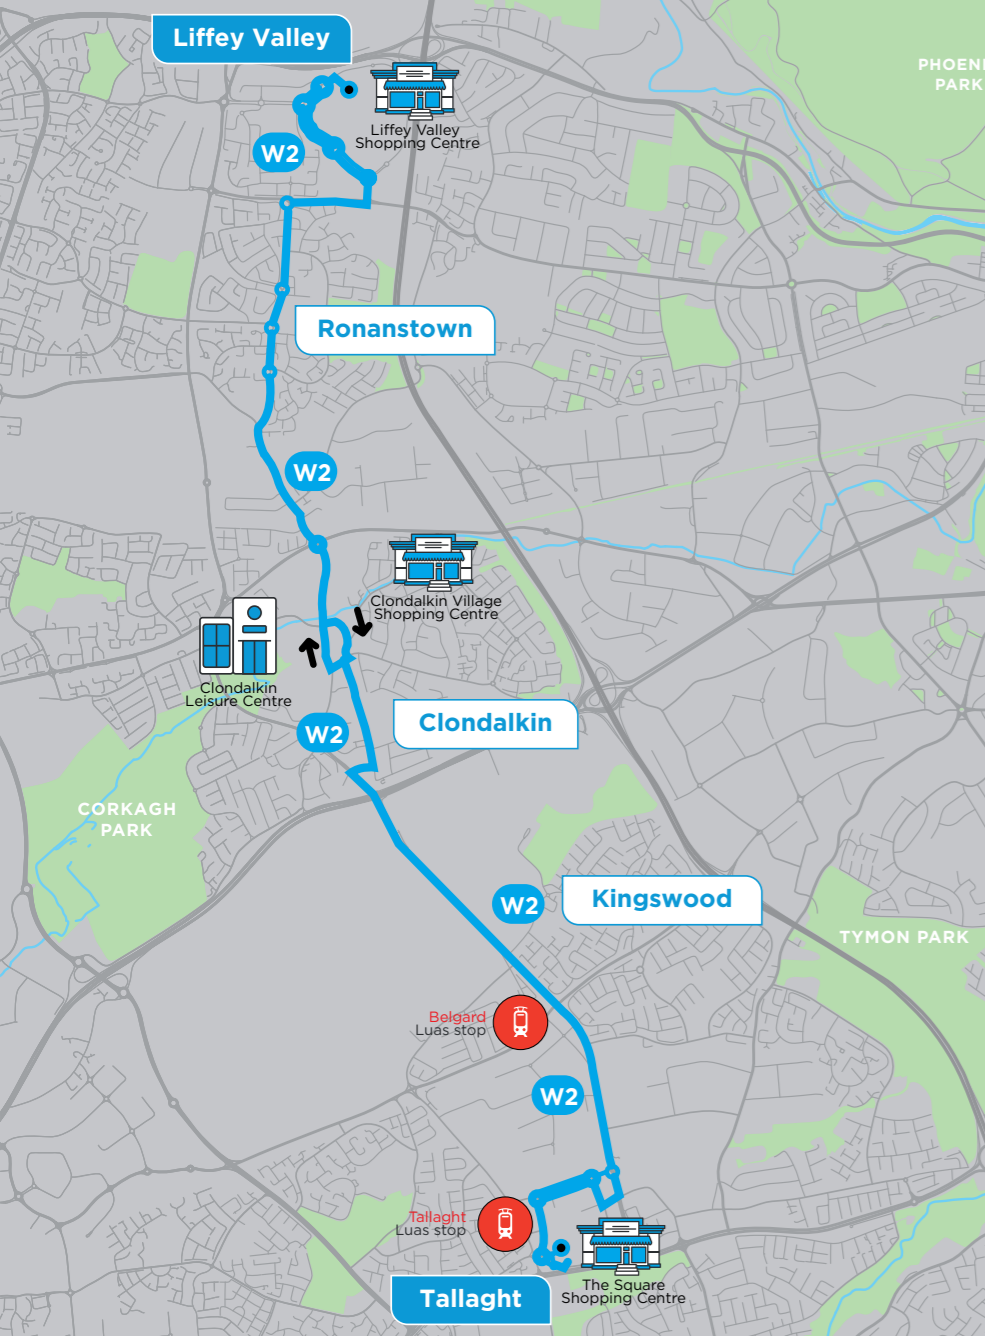 Liffey Valley
PHOENI
PARK
Liffey Valley
Shopping Centre
W2
Ronanstown
W2
Clondalkin Village
Shopping Centre
Clondalkin
Leisure Centre
Clondalkin
W2
CORKAGH
PARK
Kingswood
W2
TYMON PARK
Belgard
Luas stop
W2
Tallaght
Luas stop
The Square
Shopping Centre
Tallaght